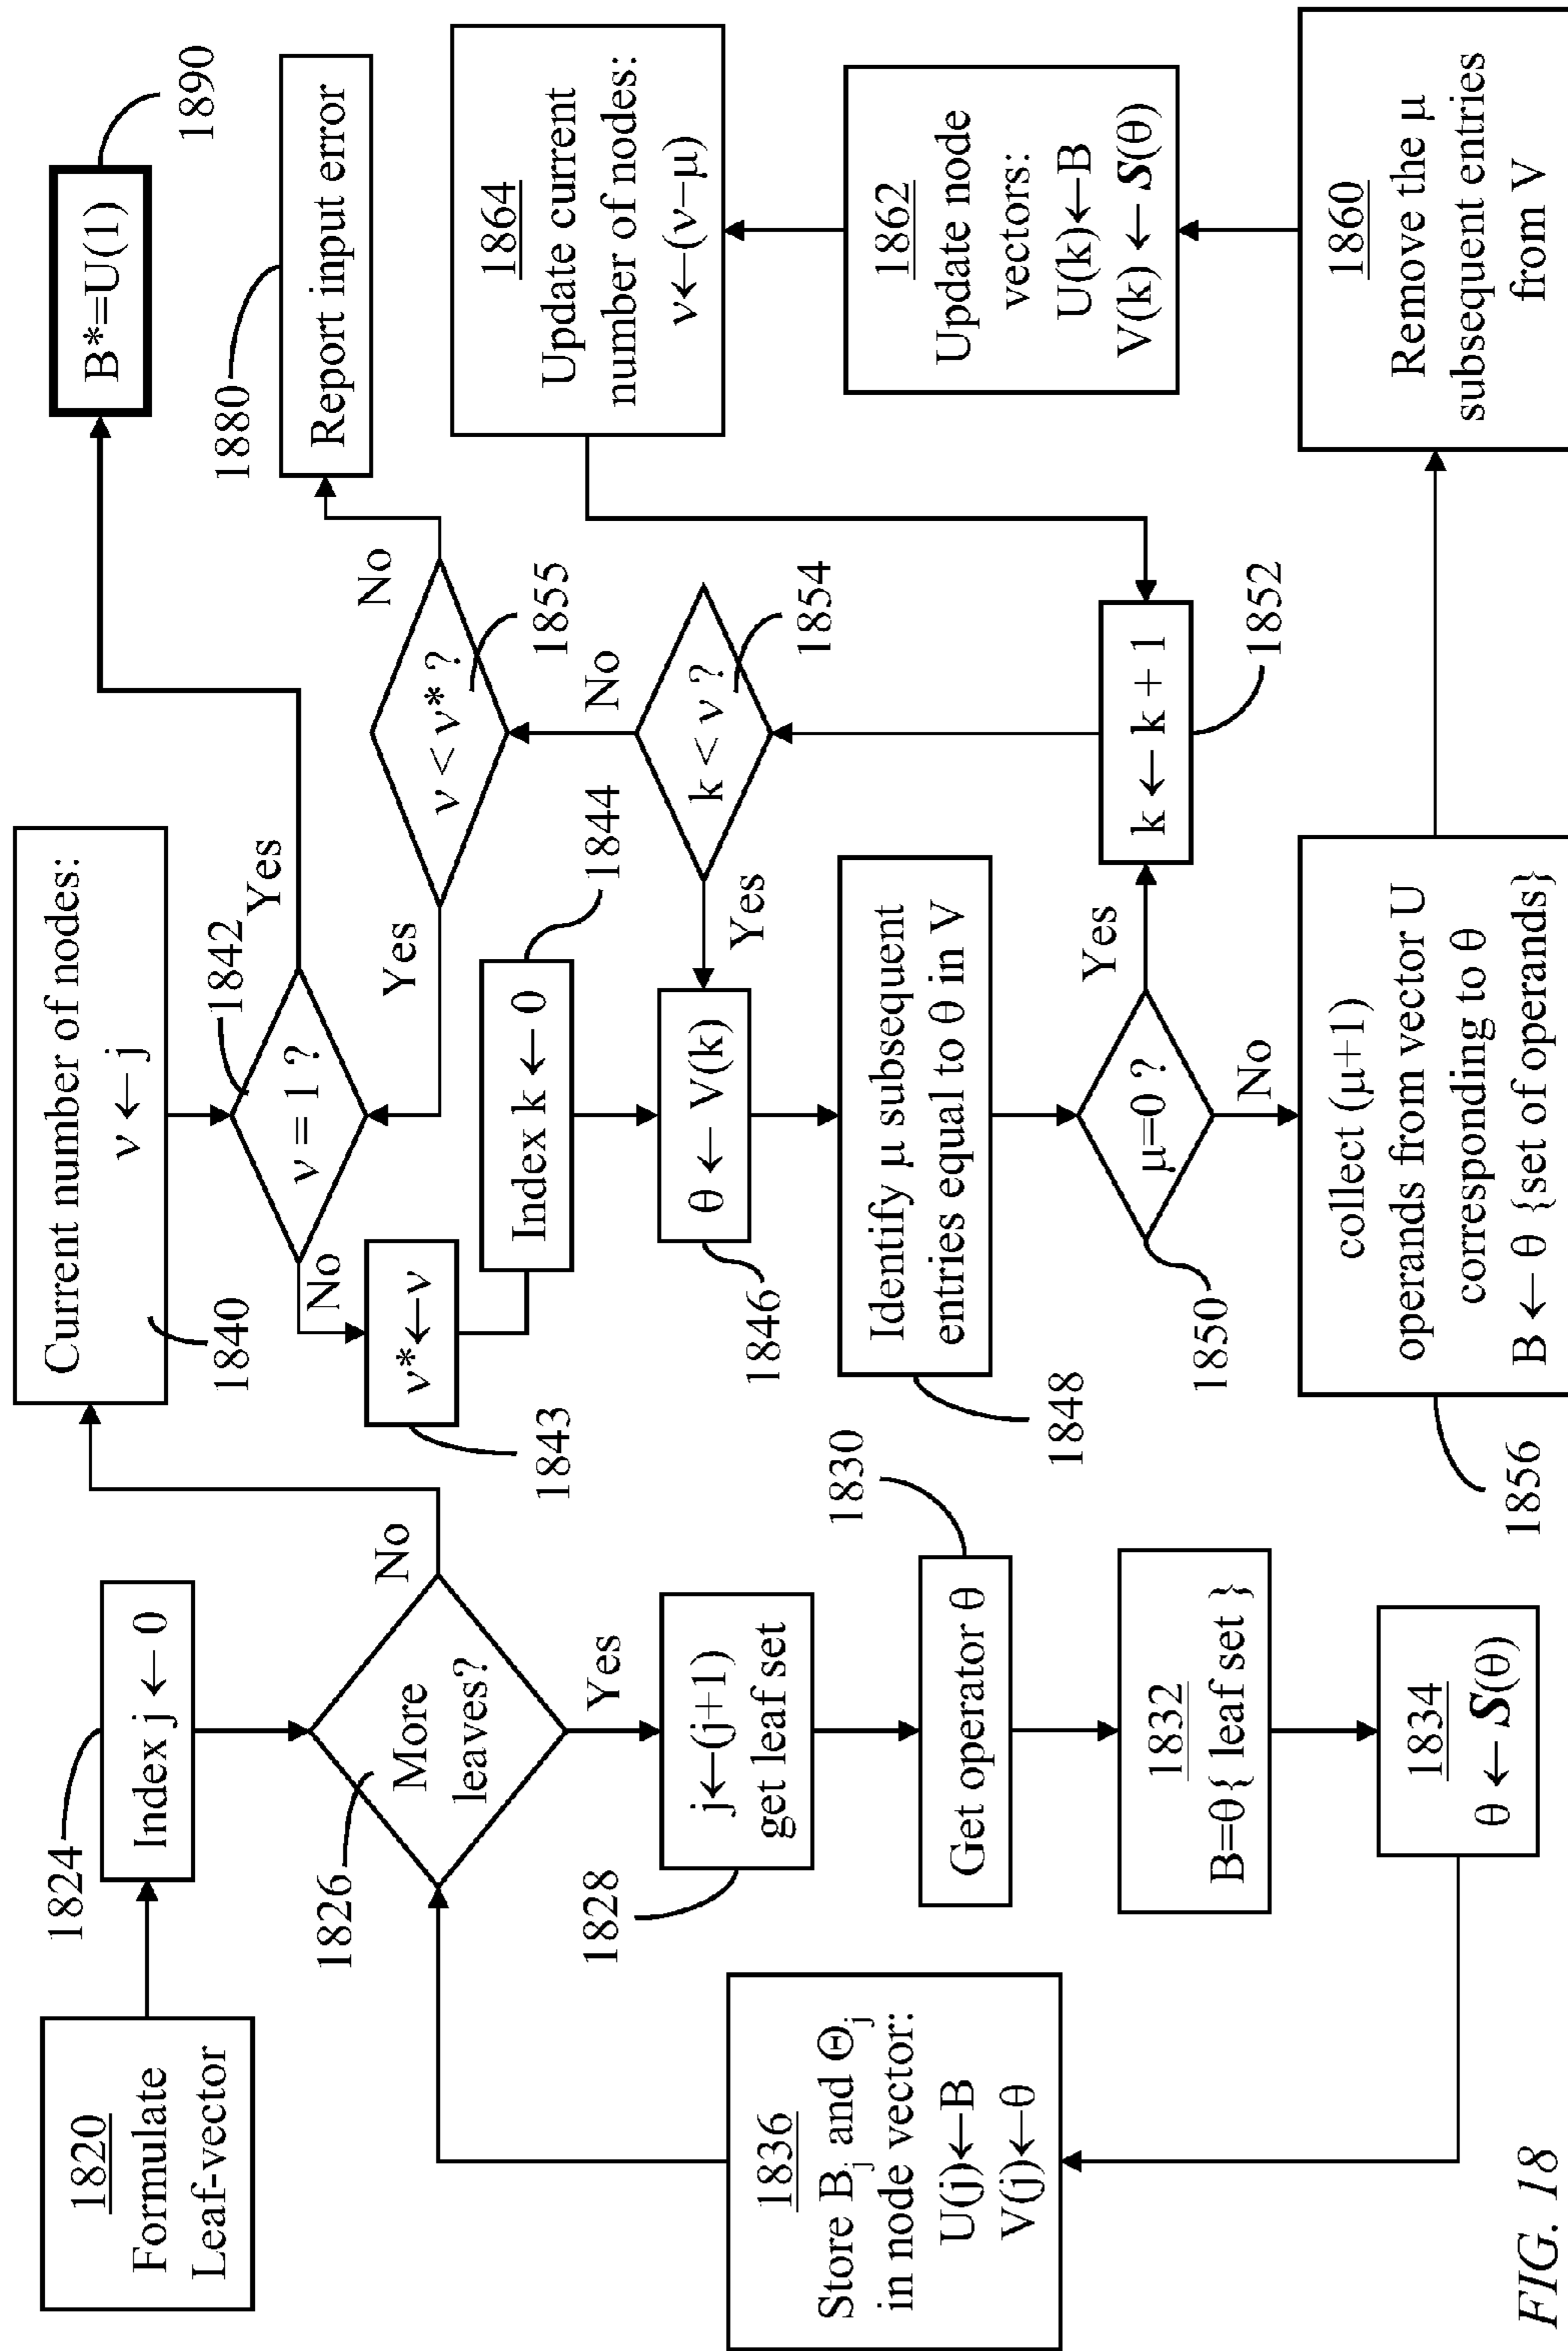 1820
Formulate
Leaf-vector
1824
Index j ← 0
1826
More
leaves?
No
Yes
1828
j←(j+1)
get leaf set
1830
Get operator θ
1832
B=θ{ leaf set }
1834
θ ← S(θ)
1836
Store Bj and Θj
in node vector:
U(j)←B
V(j)←θ
Current number of nodes:
ν ← j
1840
1842
ν = 1 ?
Yes
No
1843
ν*←ν
1844
Index k ← 0
1846
θ ← V(k)
1848
Identify μ subsequent
entries equal to θ in V
1850
μ=0 ?
Yes
No
1856
collect (μ+1)
operands from vector U
corresponding to θ
B ← θ {set of operands}
1852
k ← k + 1
1854
k < ν ?
Yes
No
1855
ν < ν* ?
Yes
No
1860
Remove the μ
subsequent entries
from V
1862
Update node
vectors:
U(k)←B
V(k) ← S(θ)
1864
Update current
number of nodes:
ν←(ν−μ)
1880
Report input error
B*=U(1)
1890
FIG. 18